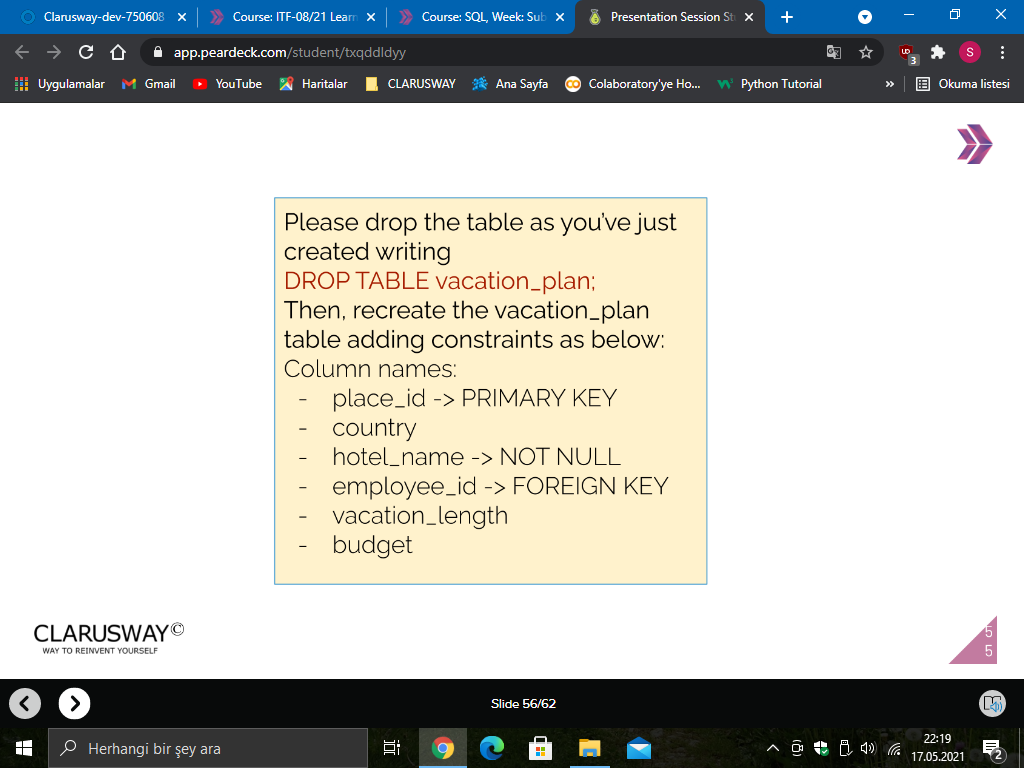 Clarusway-dev-750608
Course: ITF-08/21 Learn
Course: SQL, Week: Sub
Presentation Session St
app.peardeck.com/student/txqddldyy
3
S
Uygulamalar
Gmail
YouTube
Haritalar
CLARUSWAY
Ana Sayfa
Colaboratory'ye Ho...
Python Tutorial
»
Okuma listesi
Please drop the table as you've just
created writing
DROP TABLE vacation_plan;
Then, recreate the vacation_plan
table adding constraints as below:
Column names:
- place_id -> PRIMARY KEY
- country
- hotel_name -> NOT NULL
- employee_id -> FOREIGN KEY
- vacation_length
- budget
CLARUSWAY©
WAY TO REINVENT YOURSELF
5
5
Slide 56/62
Herhangi bir şey ara
22:19
17.05.2021
2